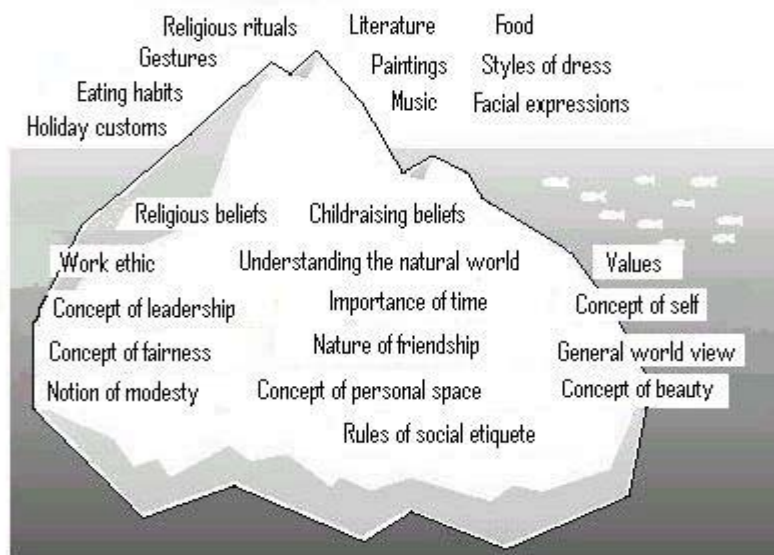 Religious rituals Literature Food
Gestures Paintings Styles of dress
Eating habits Music Facial expressions
Holiday customs
Religious beliefs Childraising beliefs
Work ethic Understanding the natural world Values
Concept of leadership Importance of time Concept of self
Concept of fairness Nature of friendship General world view
Notion of modesty Concept of personal space Concept of beauty
Rules of social etiquete